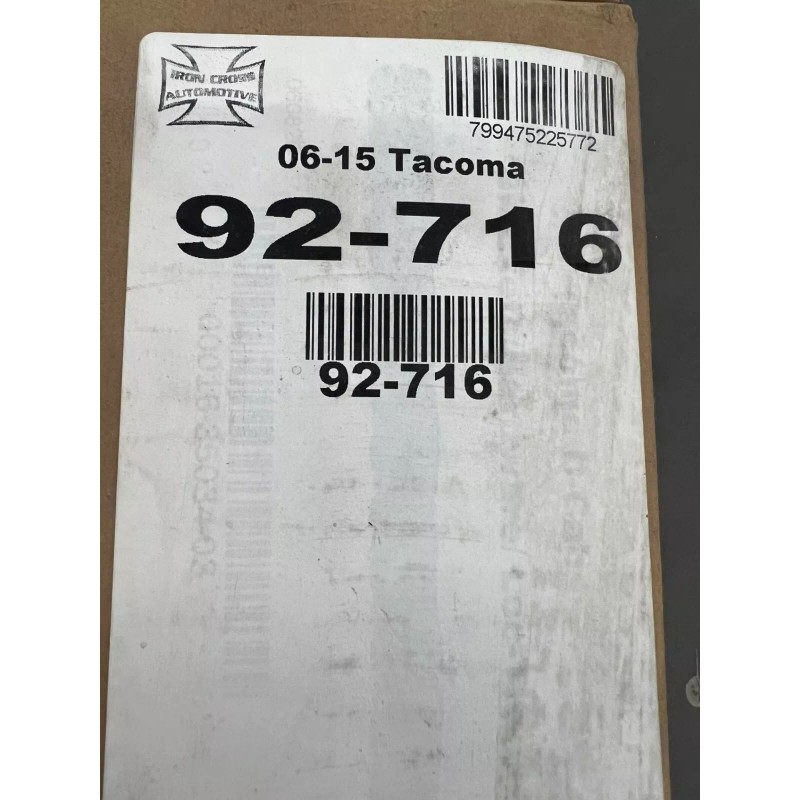 IRON CROSS
AUTOMOTIVE
799475225772
06-15 Tacoma
92-716
92-716